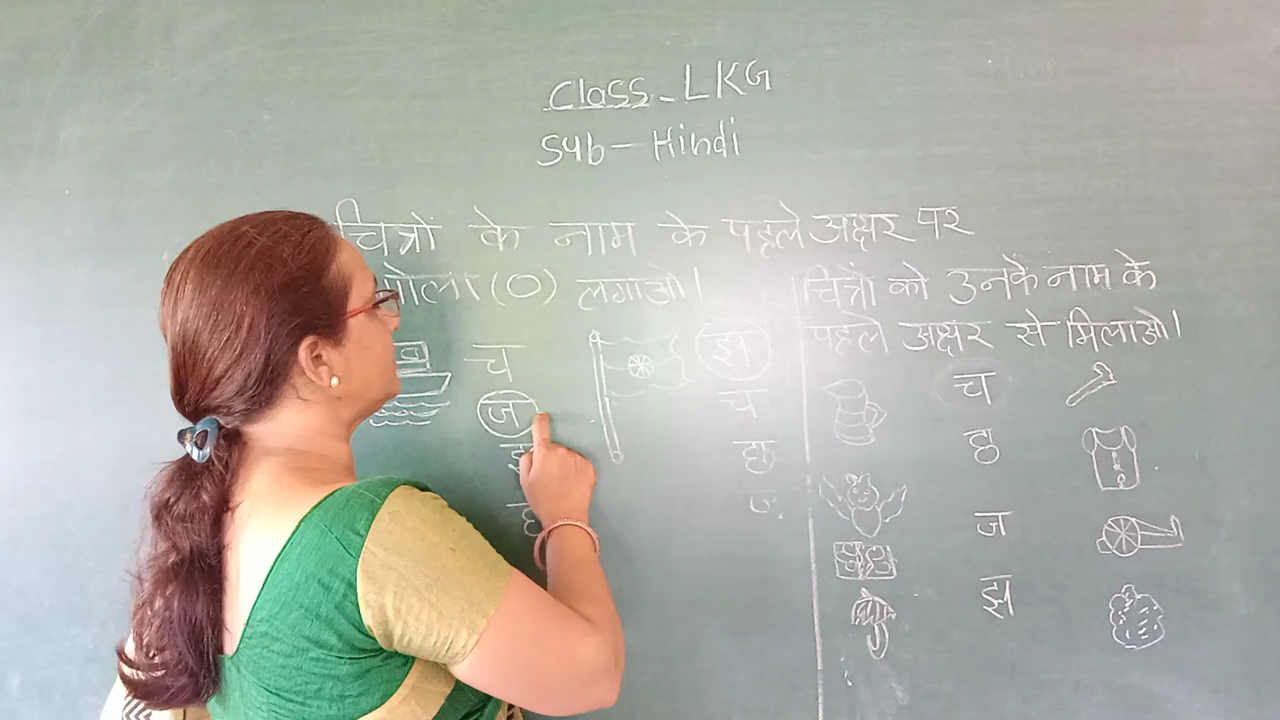 Class - LKG
Sub - Hindi
चित्रों के नाम के पहले अक्षर पर
गोला (O) लगाओ।
च
ज
झ
च
छ
ज
चित्रों को उनके नाम के
पहले अक्षर से मिलाओ।
च
छ
ज
झ